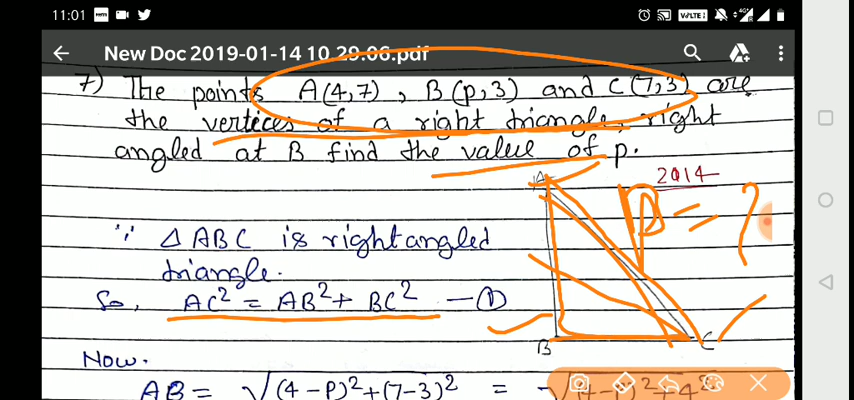 11:01
VoLTE 4G
New Doc 2019-01-14 10.29.06.pdf
7) The points A(4,7), B(p,3) and C(7,3) are
the vertices of a right triangle, right
angled at B find the value of p.
2014
A
P = ?
∵ △ ABC is right angled
triangle.
So, AC² = AB² + BC² —①
B C
Now.
AB = √(4-P)²+(7-3)² =